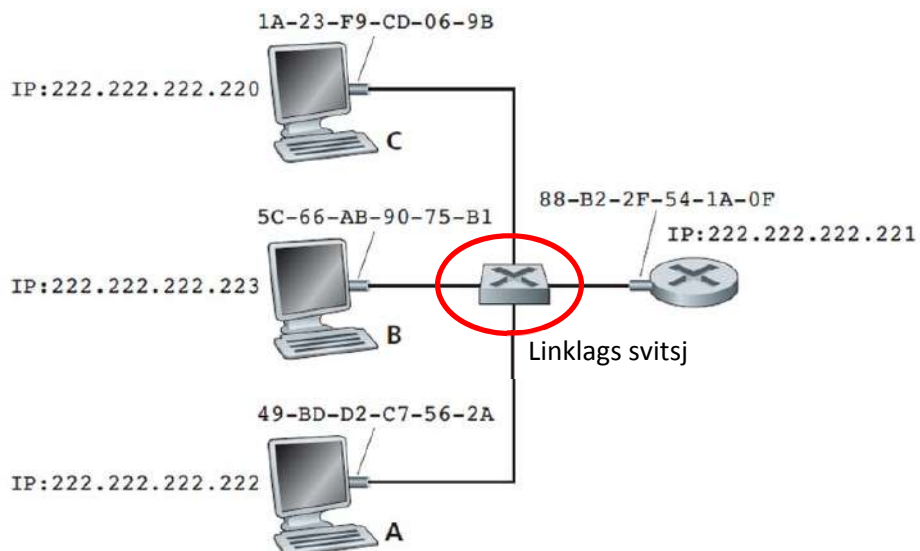 1A-23-F9-CD-06-9B
IP:222.222.222.220
C
88-B2-2F-54-1A-0F
5C-66-AB-90-75-B1
IP:222.222.222.221
IP:222.222.222.223
B
Linklags svitsj
49-BD-D2-C7-56-2A
IP:222.222.222.222
A